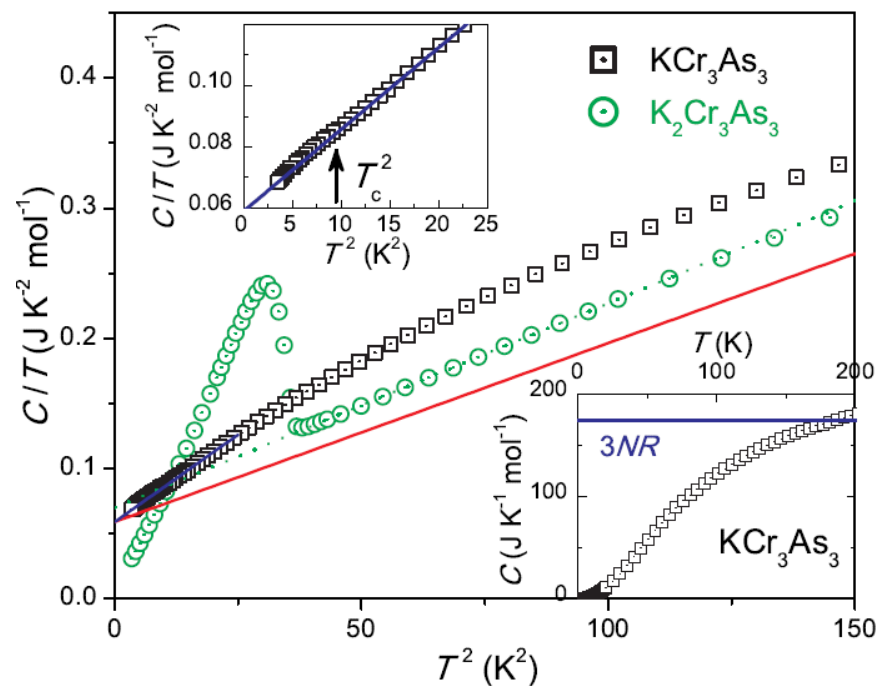 C/T (J K⁻² mol⁻¹)
0.4
0.3
0.2
0.1
0.0
0
50
100
150
T² (K²)
KCr₃As₃
K₂Cr₃As₃
C/T (J K⁻² mol⁻¹)
0.10
0.08
0.06
0
5
10
15
20
25
T² (K²)
T_c²
T (K)
0
100
200
C (J K⁻¹ mol⁻¹)
200
100
0
3NR
KCr₃As₃